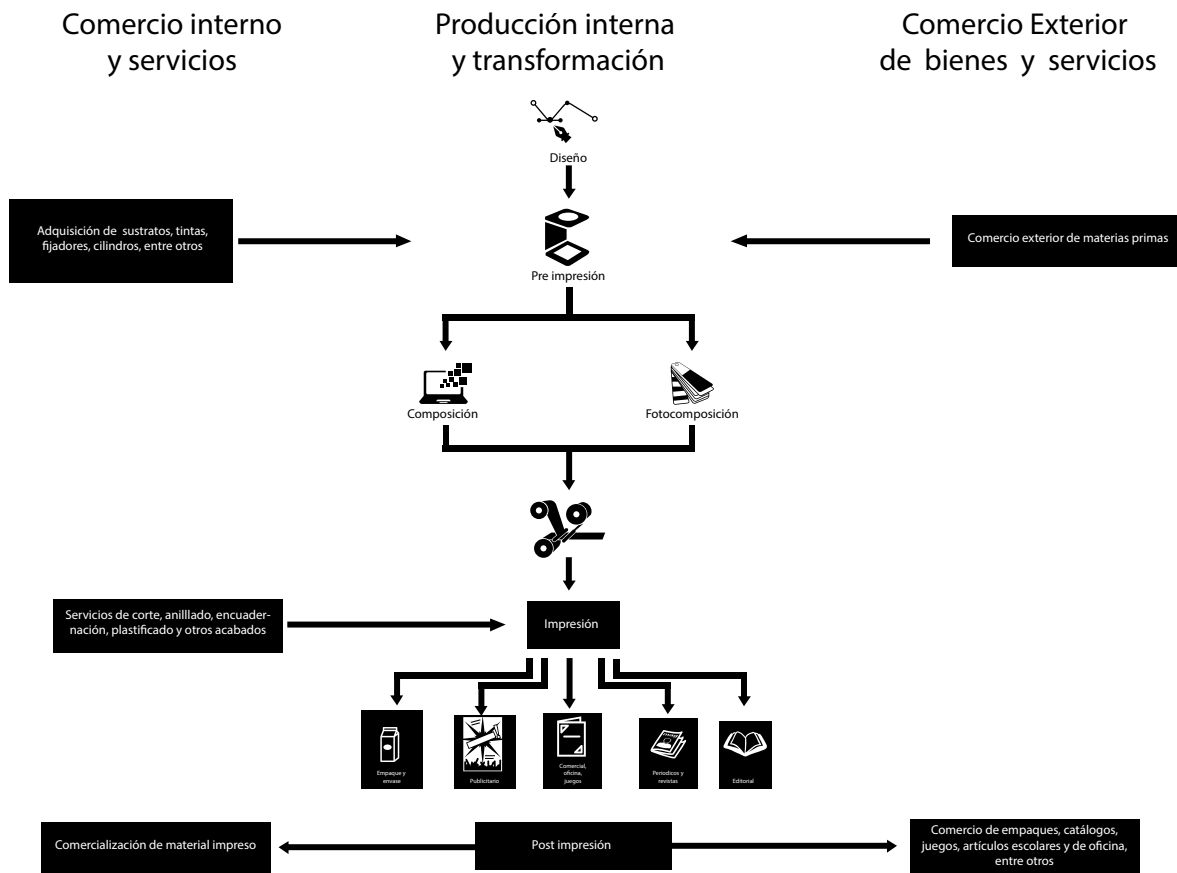 Comercio interno
y servicios
Producción interna
y transformación
Comercio Exterior
de bienes y servicios
Diseño
Adquisición de sustratos, tintas,
fijadores, cilindros, entre otros
Comercio exterior de materias primas
Pre impresión
Composición
Fotocomposición
Servicios de corte, anilllado, encuader-
nación, plastificado y otros acabados
Impresión
Empaque y
envase
Publicitario
Comercial,
oficina,
juegos
Periodicos y
revistas
Editorial
Comercialización de material impreso
Post impresión
Comercio de empaques, catálogos,
juegos, artículos escolares y de oficina,
entre otros